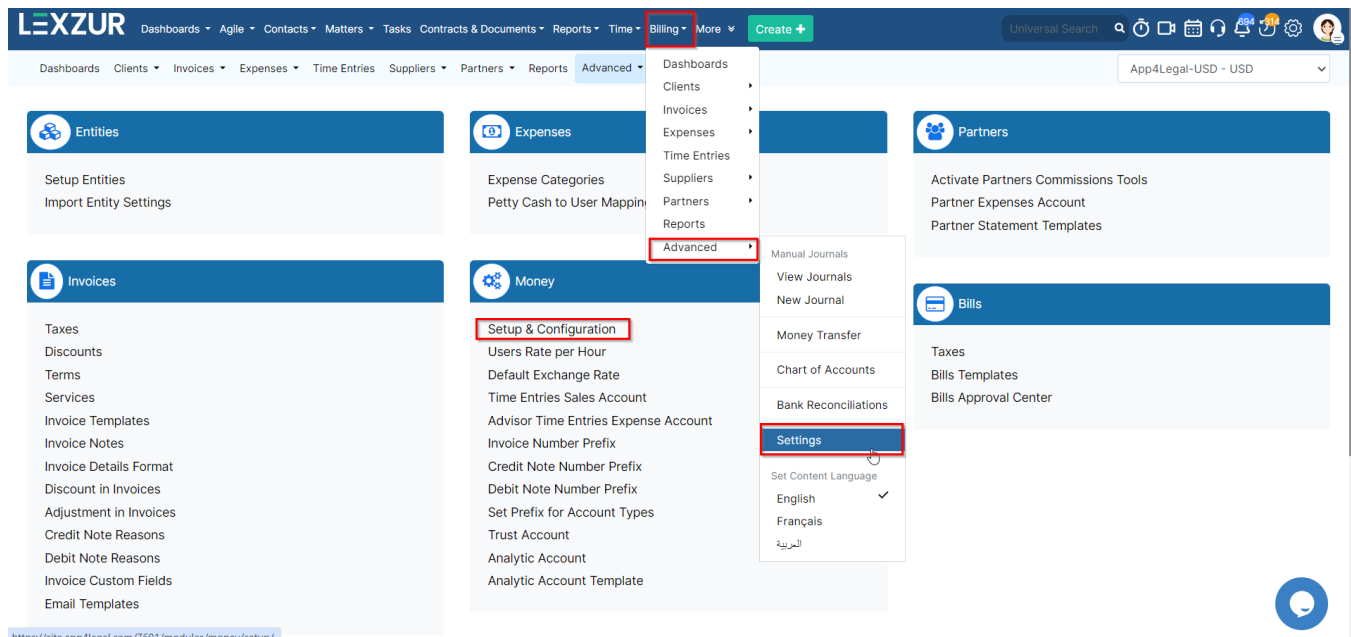 LEXZUR Dashboards Agile Contacts Matters Tasks Contracts & Documents Reports Time Billing More Create + Universal Search 694 314
Dashboards Clients Invoices Expenses Time Entries Suppliers Partners Reports Advanced App4Legal-USD - USD
Dashboards
Clients
Invoices
Expenses
Time Entries
Suppliers
Partners
Reports
Advanced
Manual Journals
View Journals
New Journal
Money Transfer
Chart of Accounts
Bank Reconciliations
Settings
Set Content Language
English
Français
العربية
Entities
Setup Entities
Import Entity Settings
Expenses
Expense Categories
Petty Cash to User Mapping
Partners
Activate Partners Commissions Tools
Partner Expenses Account
Partner Statement Templates
Invoices
Taxes
Discounts
Terms
Services
Invoice Templates
Invoice Notes
Invoice Details Format
Discount in Invoices
Adjustment in Invoices
Credit Note Reasons
Debit Note Reasons
Invoice Custom Fields
Email Templates
Money
Setup & Configuration
Users Rate per Hour
Default Exchange Rate
Time Entries Sales Account
Advisor Time Entries Expense Account
Invoice Number Prefix
Credit Note Number Prefix
Debit Note Number Prefix
Set Prefix for Account Types
Trust Account
Analytic Account
Analytic Account Template
Bills
Taxes
Bills Templates
Bills Approval Center